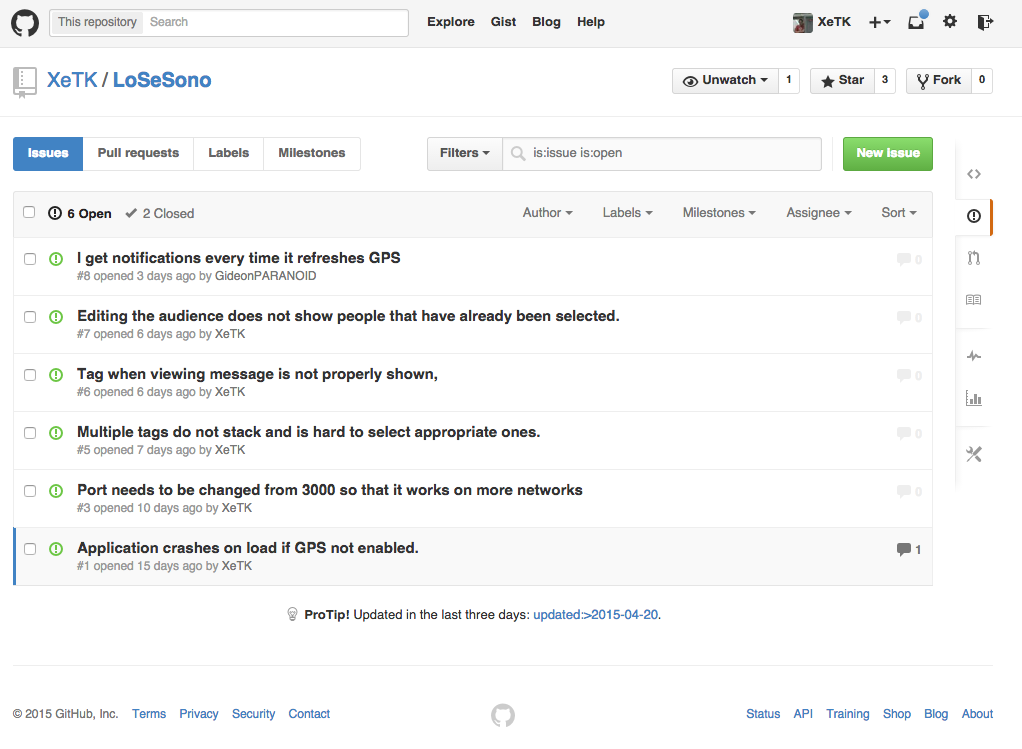 This repository Search Explore Gist Blog Help XeTK
XeTK / LoSeSono Unwatch 1 Star 3 Fork 0
Issues Pull requests Labels Milestones Filters is:issue is:open New issue
6 Open 2 Closed Author Labels Milestones Assignee Sort
I get notifications every time it refreshes GPS 0
#8 opened 3 days ago by GideonPARANOID
Editing the audience does not show people that have already been selected. 0
#7 opened 6 days ago by XeTK
Tag when viewing message is not properly shown, 0
#6 opened 6 days ago by XeTK
Multiple tags do not stack and is hard to select appropriate ones. 0
#5 opened 7 days ago by XeTK
Port needs to be changed from 3000 so that it works on more networks 0
#3 opened 10 days ago by XeTK
Application crashes on load if GPS not enabled. 1
#1 opened 15 days ago by XeTK
ProTip! Updated in the last three days: updated:>2015-04-20.
© 2015 GitHub, Inc. Terms Privacy Security Contact Status API Training Shop Blog About